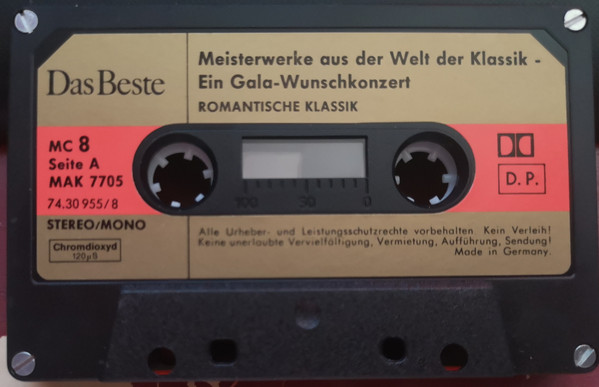 Das Beste
Meisterwerke aus der Welt der Klassik -
Ein Gala-Wunschkonzert
ROMANTISCHE KLASSIK
MC 8
Seite A
MAK 7705
74.30 955/8
100 50 0
D. P.
STEREO/MONO
Chromdioxyd
120µS
Alle Urheber- und Leistungsschutzrechte vorbehalten. Kein Verleih!
Keine unerlaubte Vervielfältigung, Vermietung, Aufführung, Sendung!
Made in Germany.